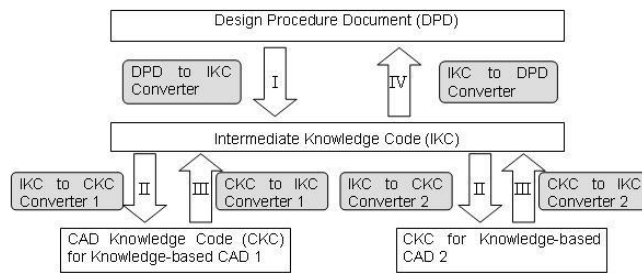 Design Procedure Document (DPD)
DPD to IKC
Converter
I
IV
IKC to DPD
Converter
Intermediate Knowledge Code (IKC)
IKC to CKC
Converter 1
II
III
CKC to IKC
Converter 1
IKC to CKC
Converter 2
II
III
CKC to IKC
Converter 2
CAD Knowledge Code (CKC)
for Knowledge-based CAD 1
CKC for Knowledge-based
CAD 2